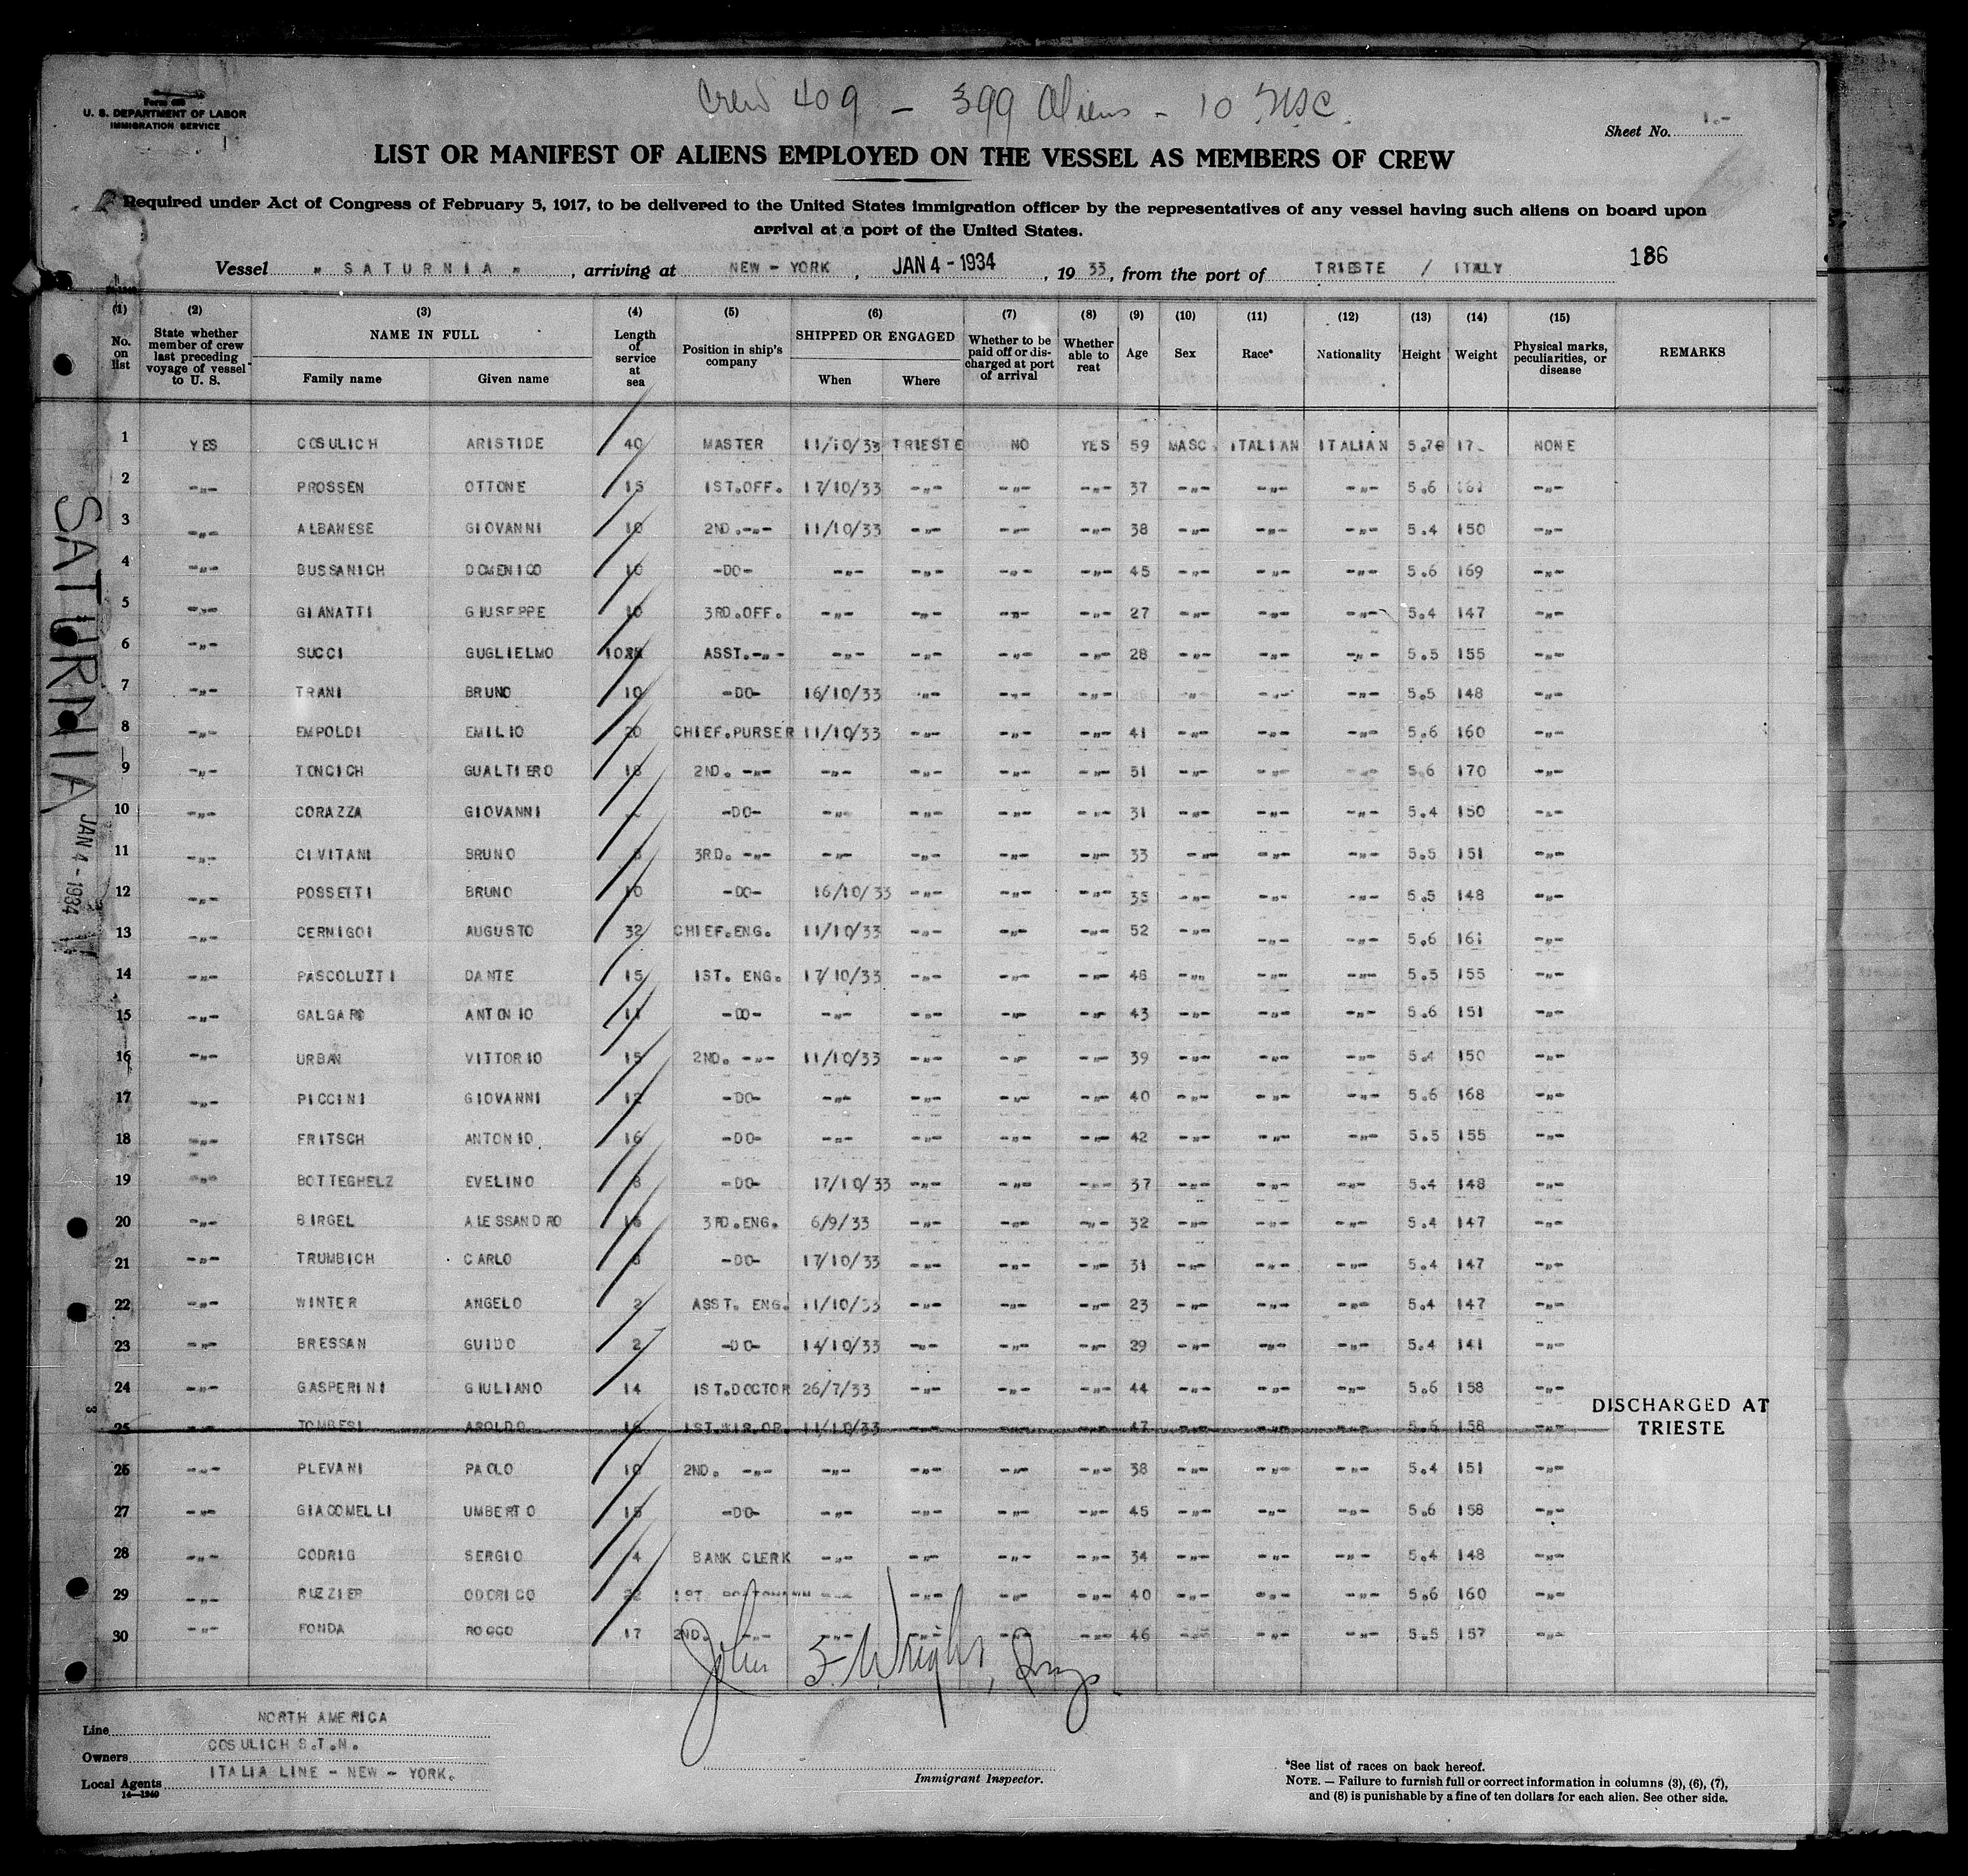 Crew 409 - 399 Aliens - 10 USC.
Form 689
U. S. DEPARTMENT OF LABOR
IMMIGRATION SERVICE
Sheet No. 1.-
LIST OR MANIFEST OF ALIENS EMPLOYED ON THE VESSEL AS MEMBERS OF CREW
Required under Act of Congress of February 5, 1917, to be delivered to the United States immigration officer by the representatives of any vessel having such aliens on board upon
arrival at a port of the United States.
186
Vessel " SATURNIA " , arriving at NEW-YORK , JAN 4-1934 , 1933, from the port of TRIESTE / ITALY
(1) (2) (3) (4) (5) (6) (7) (8) (9) (10) (11) (12) (13) (14) (15)
No. on list State whether member of crew last preceding voyage of vessel to U. S. NAME IN FULL Family name Given name Length of service at sea Position in ship's company SHIPPED OR ENGAGED When Where Whether to be paid off or discharged at port of arrival Whether able to reat Age Sex Race* Nationality Height Weight Physical marks, peculiarities, or disease REMARKS
1 YES COSULICH ARISTIDE 40 MASTER 11/10/33 TRIESTE NO YES 59 MASC. ITALIAN ITALIAN NONE
2 -"- PROSSEN OTTONE 15 1ST.OFF. 17/10/33 -"- -"- -"- 37 -"- -"- -"- 5.6 161 -"-
3 -"- ALBANESE GIOVANNI 10 2ND.-"- 11/10/33 -"- -"- -"- 38 -"- -"- -"- 5.4 150 -"-
4 -"- BUSSANICH DOMENICO 10 -DO- -"- -"- -"- -"- 45 -"- -"- -"- 5.6 169 -"-
5 -"- GIANATTI GIUSEPPE 10 3RD.OFF. -"- -"- -"- -"- 27 -"- -"- -"- 5.4 147 -"-
6 -"- SUCCI GUGLIELMO ASST.-"- -"- -"- -"- -"- 28 -"- -"- -"- 5.5 155 -"-
7 -"- TRANI BRUNO 10 -DO- 16/10/33 -"- -"- -"- -"- -"- -"- 5.5 148 -"-
8 -"- EMPOLDI EMILIO 20 CHIEF.PURSER 11/10/33 -"- -"- -"- 41 -"- -"- -"- 5.6 160 -"-
9 -"- TONCICH GUALTIERO 18 2ND. -"- -"- -"- -"- -"- 51 -"- -"- -"- 5.6 170 -"-
10 -"- CORAZZA GIOVANNI -DO- -"- -"- -"- -"- 31 -"- -"- -"- 5.4 150 -"-
11 -"- CIVITANI BRUNO 3RD. -"- -"- -"- -"- -"- 33 -"- -"- -"- 5.5 151 -"-
12 -"- POSSETTI BRUNO 10 -DO- 16/10/33 -"- -"- -"- 35 -"- -"- -"- 5.5 148 -"-
13 -"- CERNIGOI AUGUSTO 32 CHIEF.ENG. 11/10/33 -"- -"- -"- 52 -"- -"- -"- 5.6 161 -"-
14 -"- PASCOLUZTI DANTE 15 1ST. ENG. 17/10/33 -"- -"- -"- 48 -"- -"- -"- 5.5 155 -"-
15 -"- GALGARO ANTONIO 11 -DO- -"- -"- -"- -"- 43 -"- -"- -"- 5.6 151 -"-
16 -"- URBAN VITTORIO 15 2ND. -"- 11/10/33 -"- -"- -"- 39 -"- -"- -"- 5.4 150 -"-
17 -"- PICCINI GIOVANNI 12 -DO- -"- -"- -"- -"- 40 -"- -"- -"- 5.6 168 -"-
18 -"- FRITSCH ANTONIO 16 -DO- -"- -"- -"- -"- 42 -"- -"- -"- 5.5 155 -"-
19 -"- BOTTEGHELZ EVELINO 8 -DO- 17/10/33 -"- -"- -"- 37 -"- -"- -"- 5.4 148 -"-
20 -"- BIRGEL ALESSANDRO 3RD.ENG. 6/9/33 -"- -"- -"- 32 -"- -"- -"- 5.4 147 -"-
21 -"- TRUMBICH CARLO -DO- 17/10/33 -"- -"- -"- 31 -"- -"- -"- 5.4 147 -"-
22 -"- WINTER ANGELO 2 ASST. ENG. 11/10/33 -"- -"- -"- 23 -"- -"- -"- 5.4 147 -"-
23 -"- BRESSAN GUIDO 2 -DO- 14/10/33 -"- -"- -"- 29 -"- -"- -"- 5.4 141 -"-
24 -"- GASPERINI GIULIANO 14 1ST.DOCTOR 26/7/33 -"- -"- -"- 44 -"- -"- -"- 5.6 158 -"-
25 -"- TOMBESI AROLDO 16 1ST.WIR.OP. 11/10/33 -"- -"- -"- 47 -"- -"- -"- 5.6 158 -"- DISCHARGED AT TRIESTE
26 -"- PLEVANI PAOLO 10 2ND. -"- -"- -"- -"- -"- 38 -"- -"- -"- 5.4 151 -"-
27 -"- GIACOMELLI UMBERTO 15 -DO- -"- -"- -"- -"- 45 -"- -"- -"- 5.6 158 -"-
28 -"- CODRIG SERGIO 4 BANK CLERK -"- -"- -"- -"- 34 -"- -"- -"- 5.4 148 -"-
29 -"- RUZZIER ODORICO 22 1ST. -"- -"- -"- -"- 40 -"- -"- -"- 5.6 160 -"-
30 -"- FONDA ROCCO 17 2ND. -"- -"- -"- -"- -"- 46 -"- -"- -"- 5.5 157 -"-
SATURNIA
JAN 4-1934
John F. Wright,
Line NORTH AMERICA
Owners COSULICH S.T.N.
Local Agents ITALIA LINE - NEW - YORK.
14—1240
Immigrant Inspector.
*See list of races on back hereof.
NOTE. — Failure to furnish full or correct information in columns (3), (6), (7),
and (8) is punishable by a fine of ten dollars for each alien. See other side.